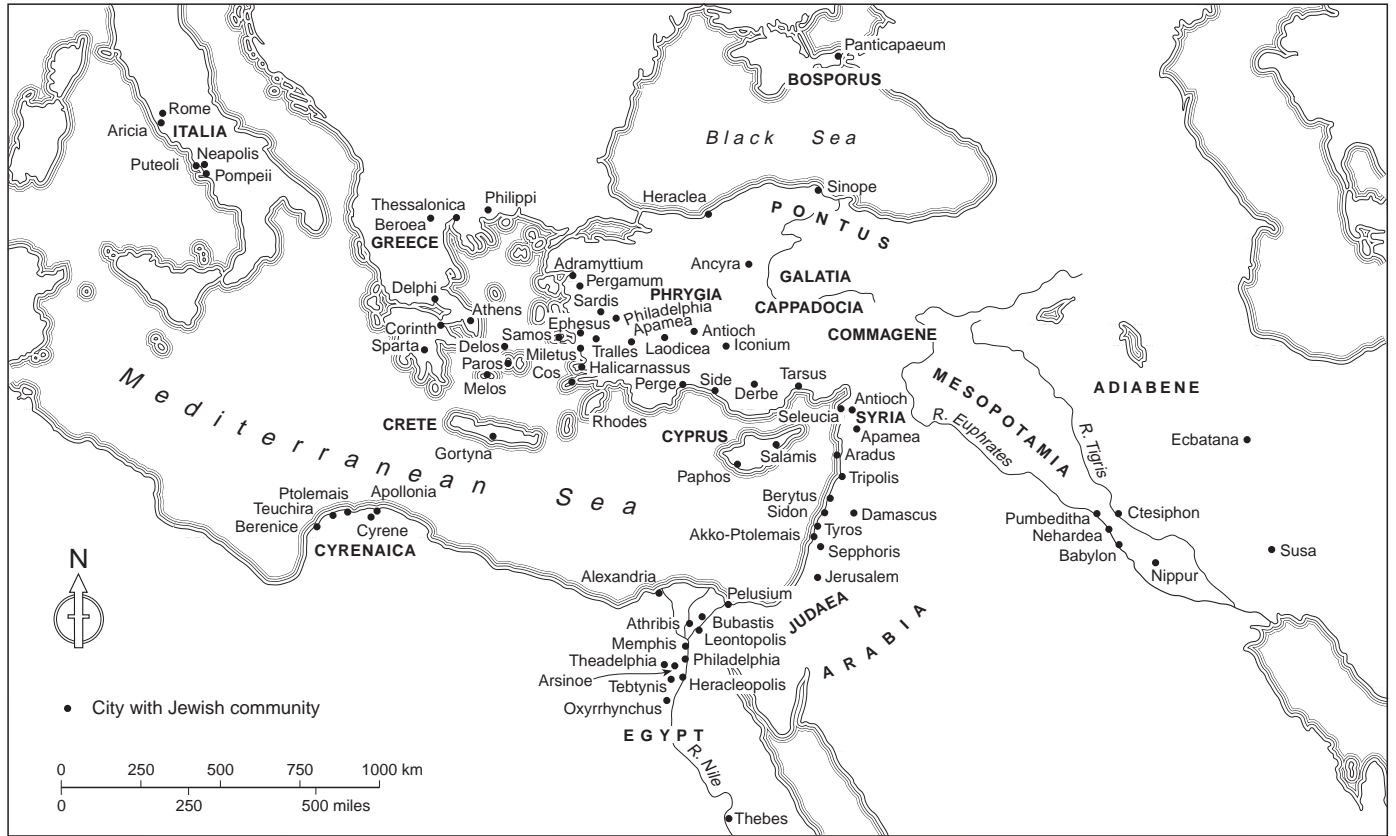 Panticapaeum
BOSPORUS
Rome
Aricia
ITALIA
Black Sea
Neapolis
Puteoli
Pompeii
Heraclea
Sinope
PONTUS
Thessalonica
Philippi
Beroea
GREECE
Adramyttium
Ancyra
Pergamum
GALATIA
Delphi
Sardis
PHRYGIA
CAPPADOCIA
Athens
Philadelphia
Corinth
Ephesus
Apamea
Antioch
COMMAGENE
Sparta
Samos
Delos
Tralles
Laodicea
Iconium
Miletus
Paros
Halicarnassus
Melos
Cos
Perge
Side
Derbe
Tarsus
MESOPOTAMIA
ADIABENE
Mediterranean Sea
Rhodes
Antioch
Seleucia
SYRIA
R. Euphrates
R. Tigris
CRETE
Gortyna
CYPRUS
Salamis
Paphos
Apamea
Aradus
Ecbatana
Tripolis
Ptolemais
Apollonia
Teuchira
Berenice
Cyrene
CYRENAICA
Berytus
Sidon
Damascus
Tyros
Akko-Ptolemais
Sepphoris
Pumbeditha
Ctesiphon
Nehardea
Babylon
Nippur
Susa
N
Alexandria
Jerusalem
Pelusium
JUDAEA
ARABIA
Athribis
Bubastis
Leontopolis
Memphis
Theadelphia
Philadelphia
Arsinoe
Tebtynis
Heracleopolis
Oxyrrhynchus
EGYPT
R. Nile
Thebes
City with Jewish community
0 250 500 750 1000 km
0 250 500 miles